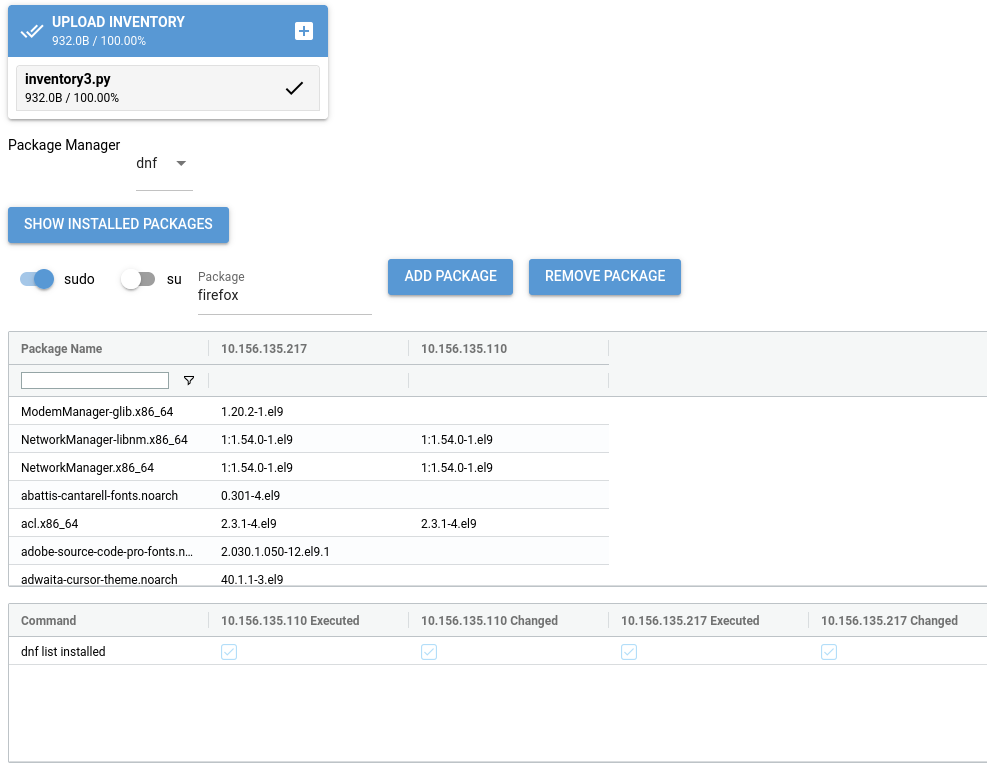 UPLOAD INVENTORY
932.0B / 100.00%
inventory3.py
932.0B / 100.00%
Package Manager
dnf
SHOW INSTALLED PACKAGES
sudo su Package
firefox
ADD PACKAGE REMOVE PACKAGE
Package Name 10.156.135.217 10.156.135.110
ModemManager-glib.x86_64 1.20.2-1.el9
NetworkManager-libnm.x86_64 1:1.54.0-1.el9 1:1.54.0-1.el9
NetworkManager.x86_64 1:1.54.0-1.el9 1:1.54.0-1.el9
abattis-cantarell-fonts.noarch 0.301-4.el9
acl.x86_64 2.3.1-4.el9 2.3.1-4.el9
adobe-source-code-pro-fonts.n… 2.030.1.050-12.el9.1
adwaita-cursor-theme.noarch 40.1.1-3.el9
Command 10.156.135.110 Executed 10.156.135.110 Changed 10.156.135.217 Executed 10.156.135.217 Changed
dnf list installed